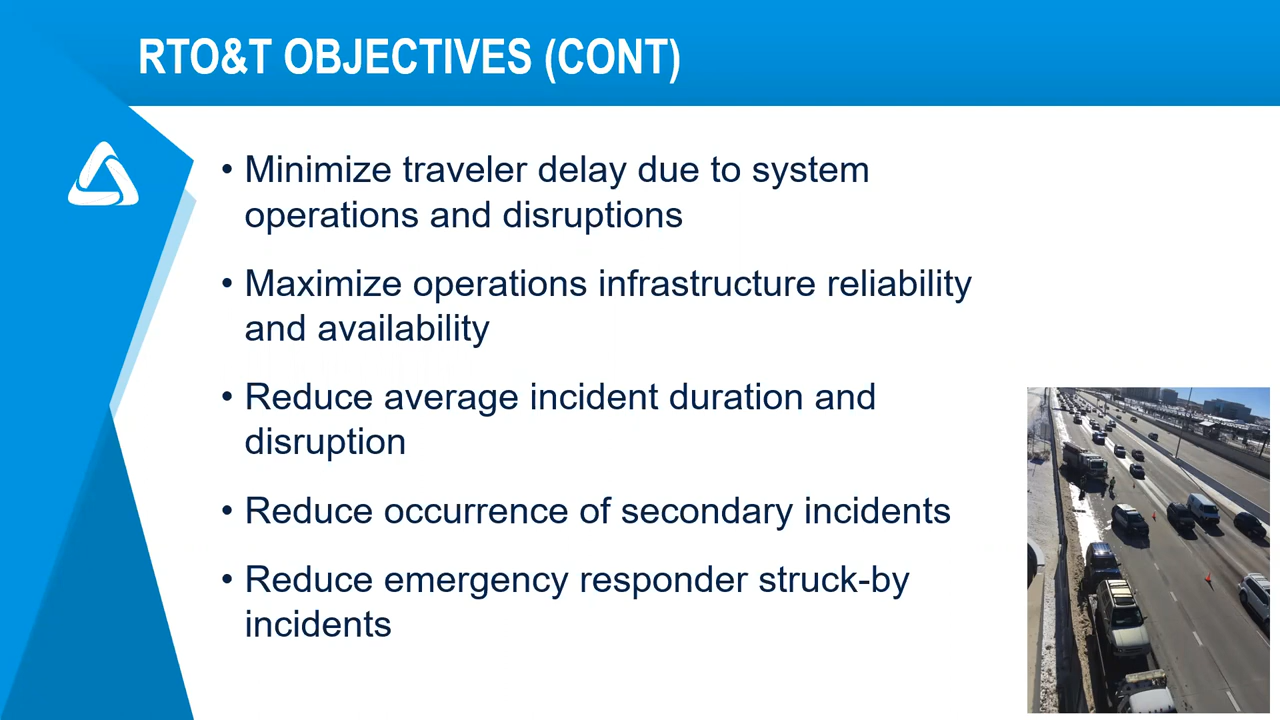 RTO&T OBJECTIVES (CONT)
• Minimize traveler delay due to system
operations and disruptions
• Maximize operations infrastructure reliability
and availability
• Reduce average incident duration and
disruption
• Reduce occurrence of secondary incidents
• Reduce emergency responder struck-by
incidents